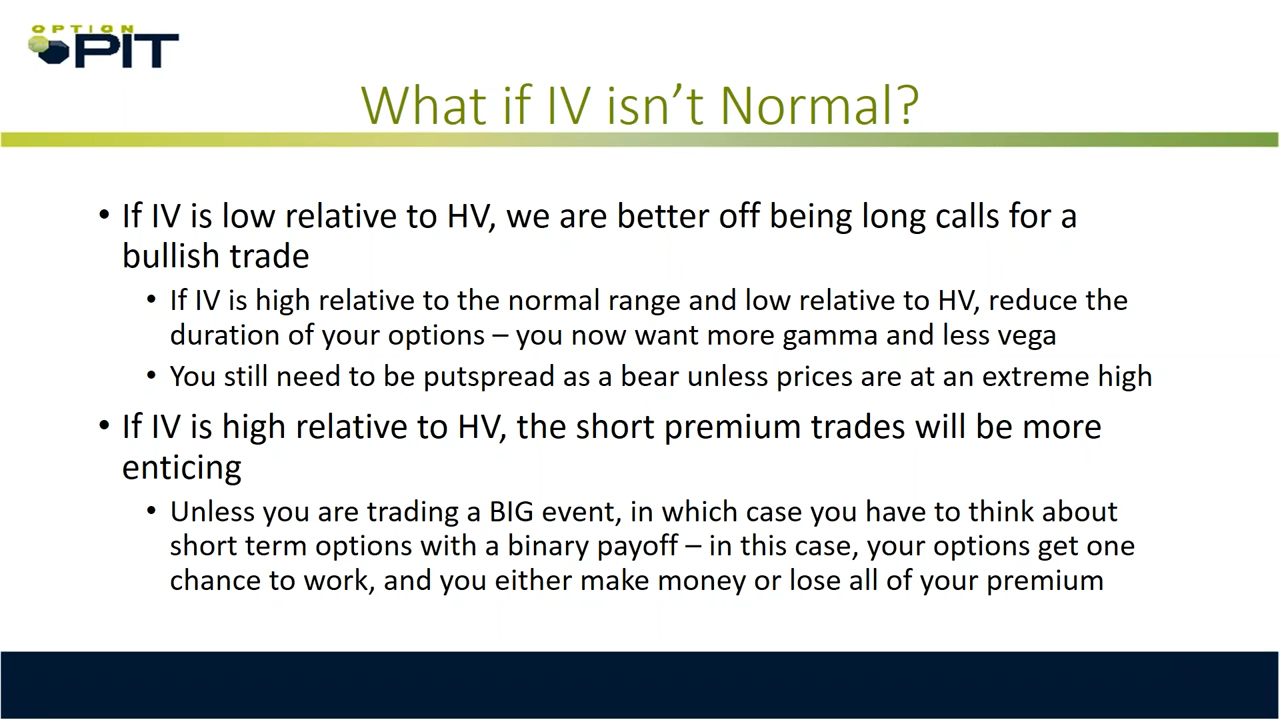 OPTION
PIT
What if IV isn’t Normal?
• If IV is low relative to HV, we are better off being long calls for a
bullish trade
• If IV is high relative to the normal range and low relative to HV, reduce the
duration of your options – you now want more gamma and less vega
• You still need to be putspread as a bear unless prices are at an extreme high
• If IV is high relative to HV, the short premium trades will be more
enticing
• Unless you are trading a BIG event, in which case you have to think about
short term options with a binary payoff – in this case, your options get one
chance to work, and you either make money or lose all of your premium